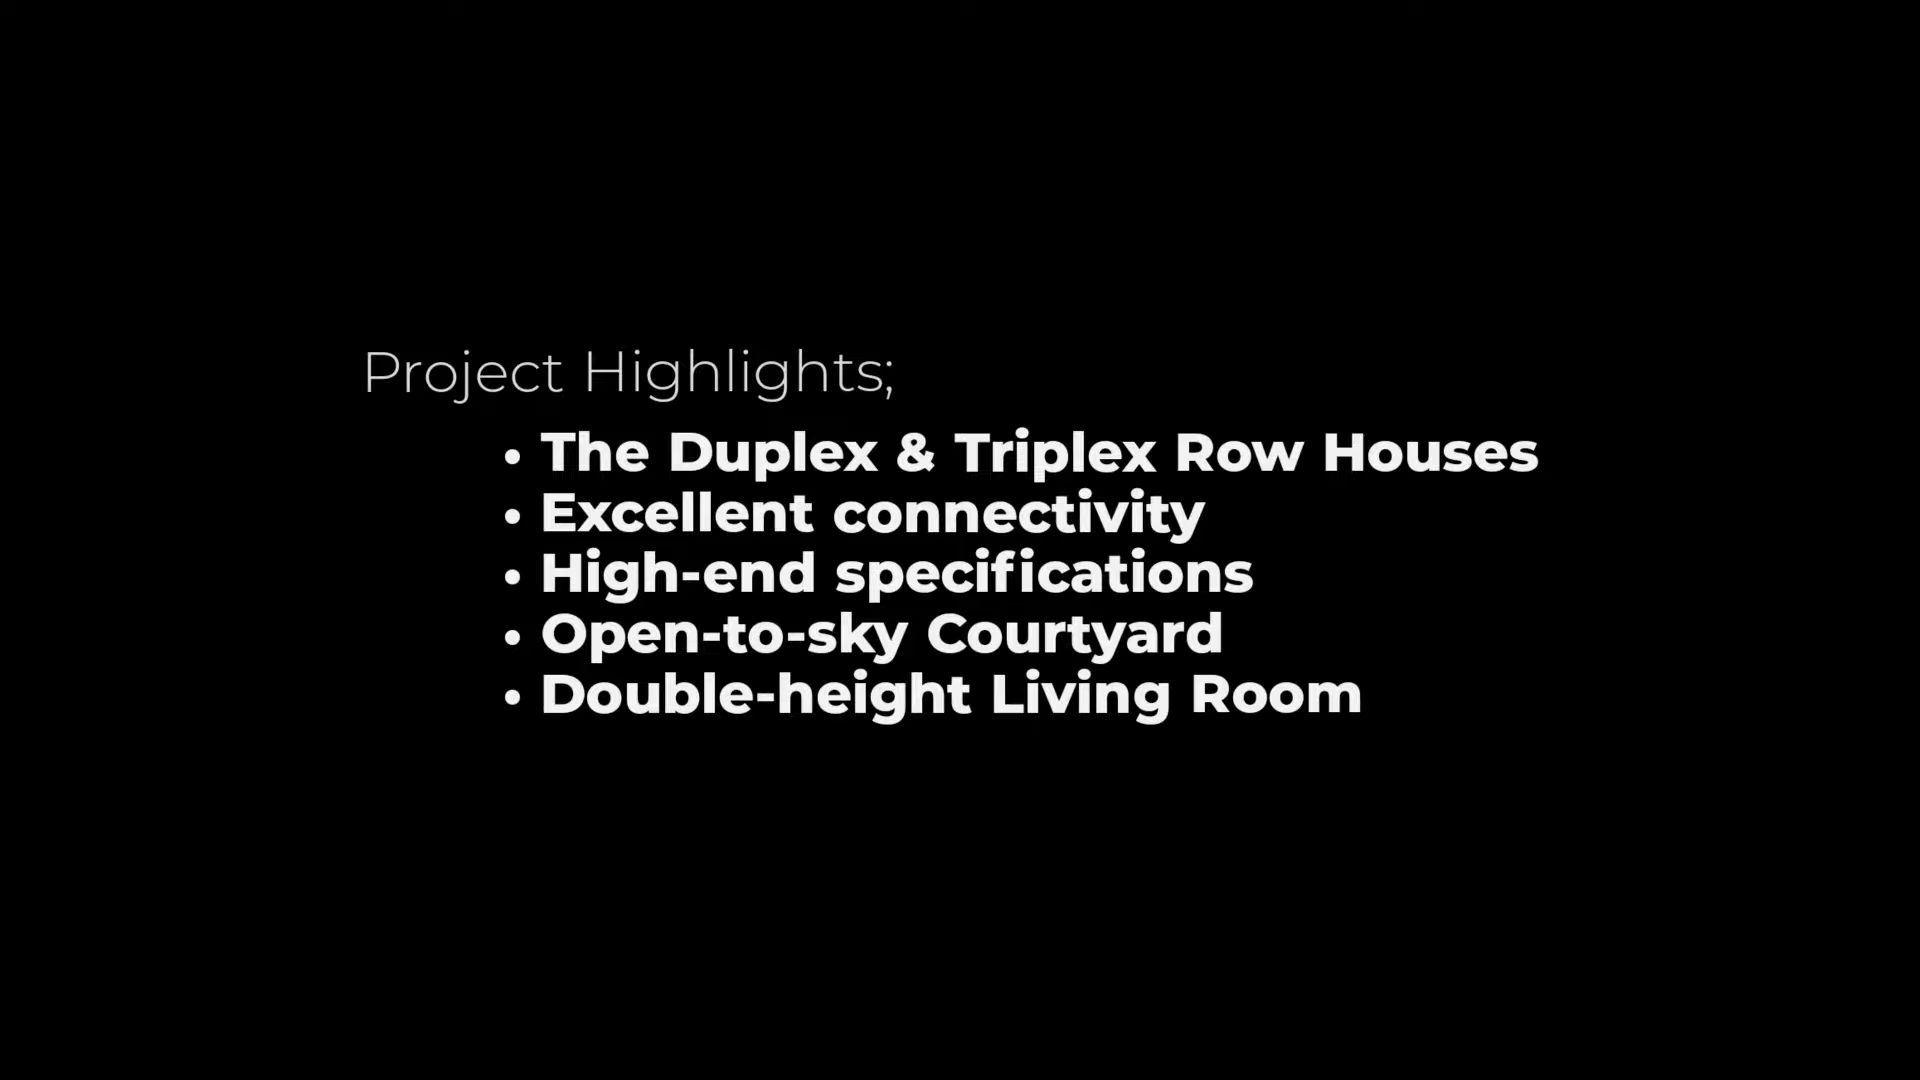 Project Highlights;
• The Duplex & Triplex Row Houses
• Excellent connectivity
• High-end specifications
• Open-to-sky Courtyard
• Double-height Living Room